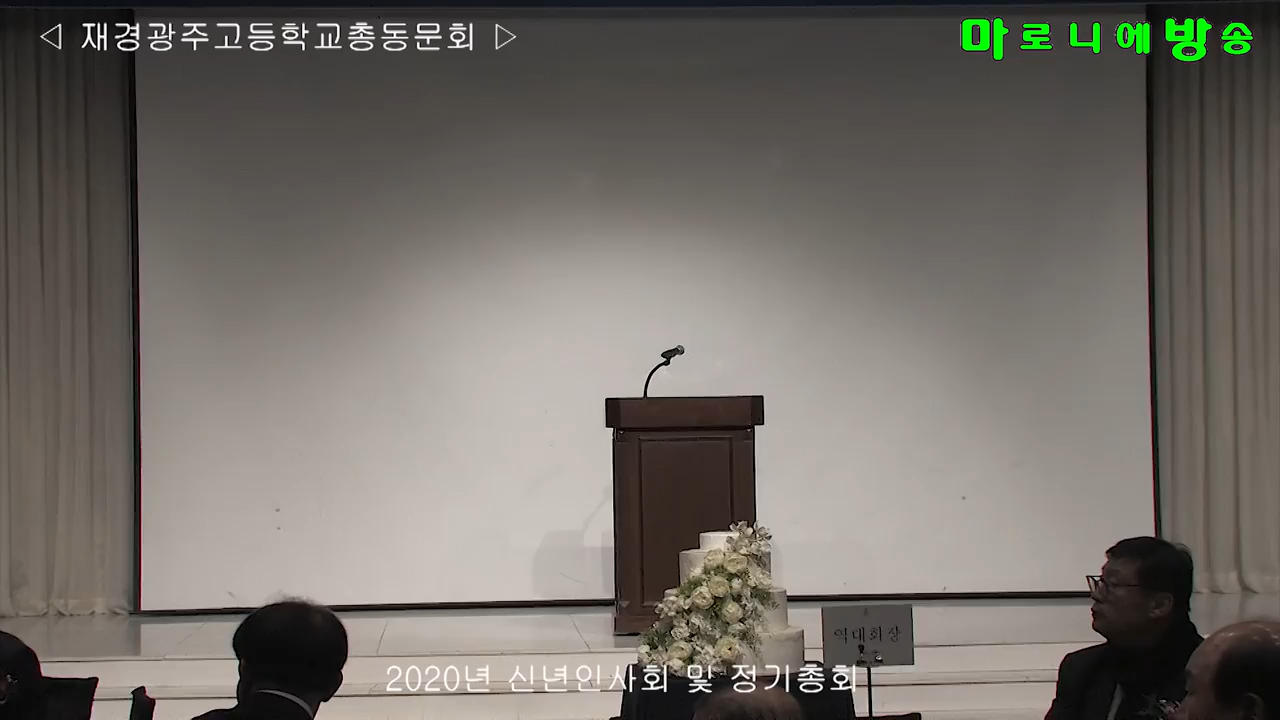 ◁ 재경광주고등학교총동문회 ▷
마로니에방송
역대회장
2020년 신년인사회 및 정기총회